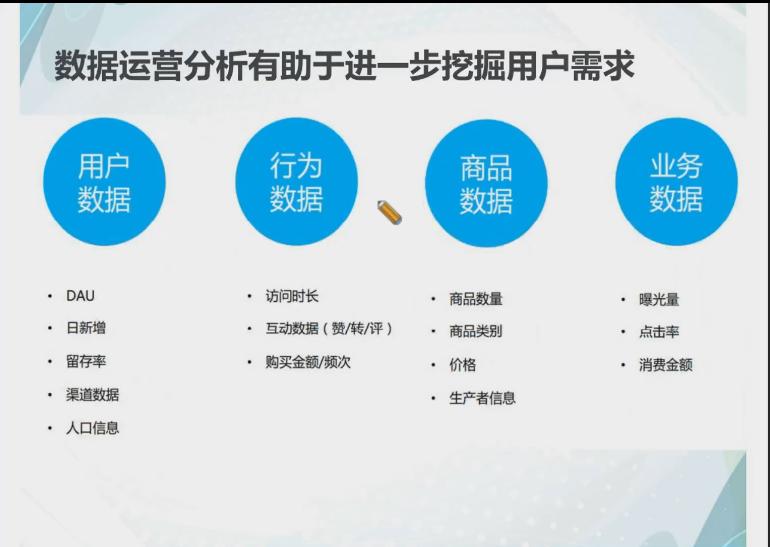 数据运营分析有助于进一步挖掘用户需求
用户
数据
行为
数据
商品
数据
业务
数据
• DAU
• 日新增
• 留存率
• 渠道数据
• 人口信息
• 访问时长
• 互动数据（赞/转/评）
• 购买金额/频次
• 商品数量
• 商品类别
• 价格
• 生产者信息
• 曝光量
• 点击率
• 消费金额